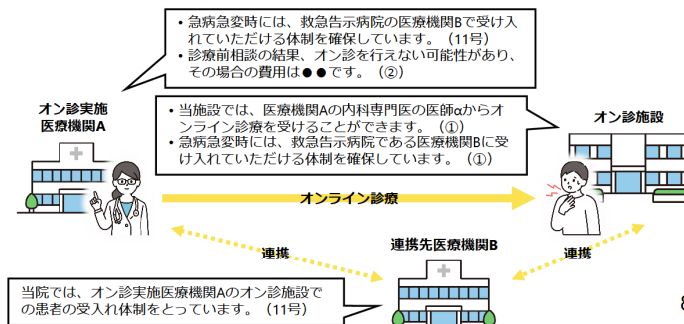 ・急病急変時には、救急告示病院の医療機関Bで受け入
れていただける体制を確保しています。（11号）
・診療前相談の結果、オン診を行えない可能性があり、
その場合の費用は●●です。（②）
オン診実施
医療機関A
・当施設では、医療機関Aの内科専門医の医師αからオ
ンライン診療を受けることができます。（①）
・急病急変時には、救急告示病院である医療機関Bに受
け入れていただける体制を確保しています。（①）
オン診施設
オンライン診療
連携
連携先医療機関B
連携
当院では、オン診実施医療機関Aのオン診施設で
の患者の受入れ体制をとっています。（11号）